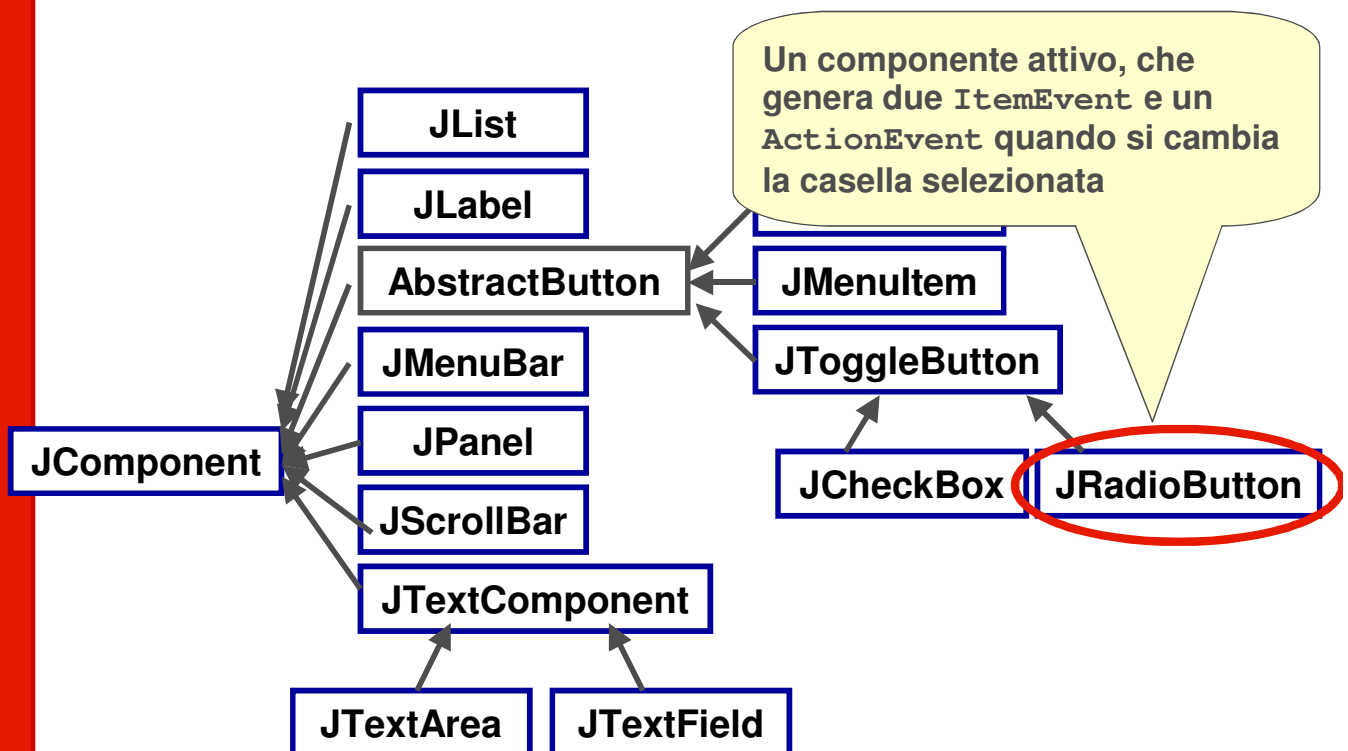 Un componente attivo, che
genera due ItemEvent e un
ActionEvent quando si cambia
la casella selezionata
JList
JLabel
AbstractButton
JMenuItem
JMenuBar
JToggleButton
JComponent
JPanel
JCheckBox
JRadioButton
JScrollBar
JTextComponent
JTextArea
JTextField